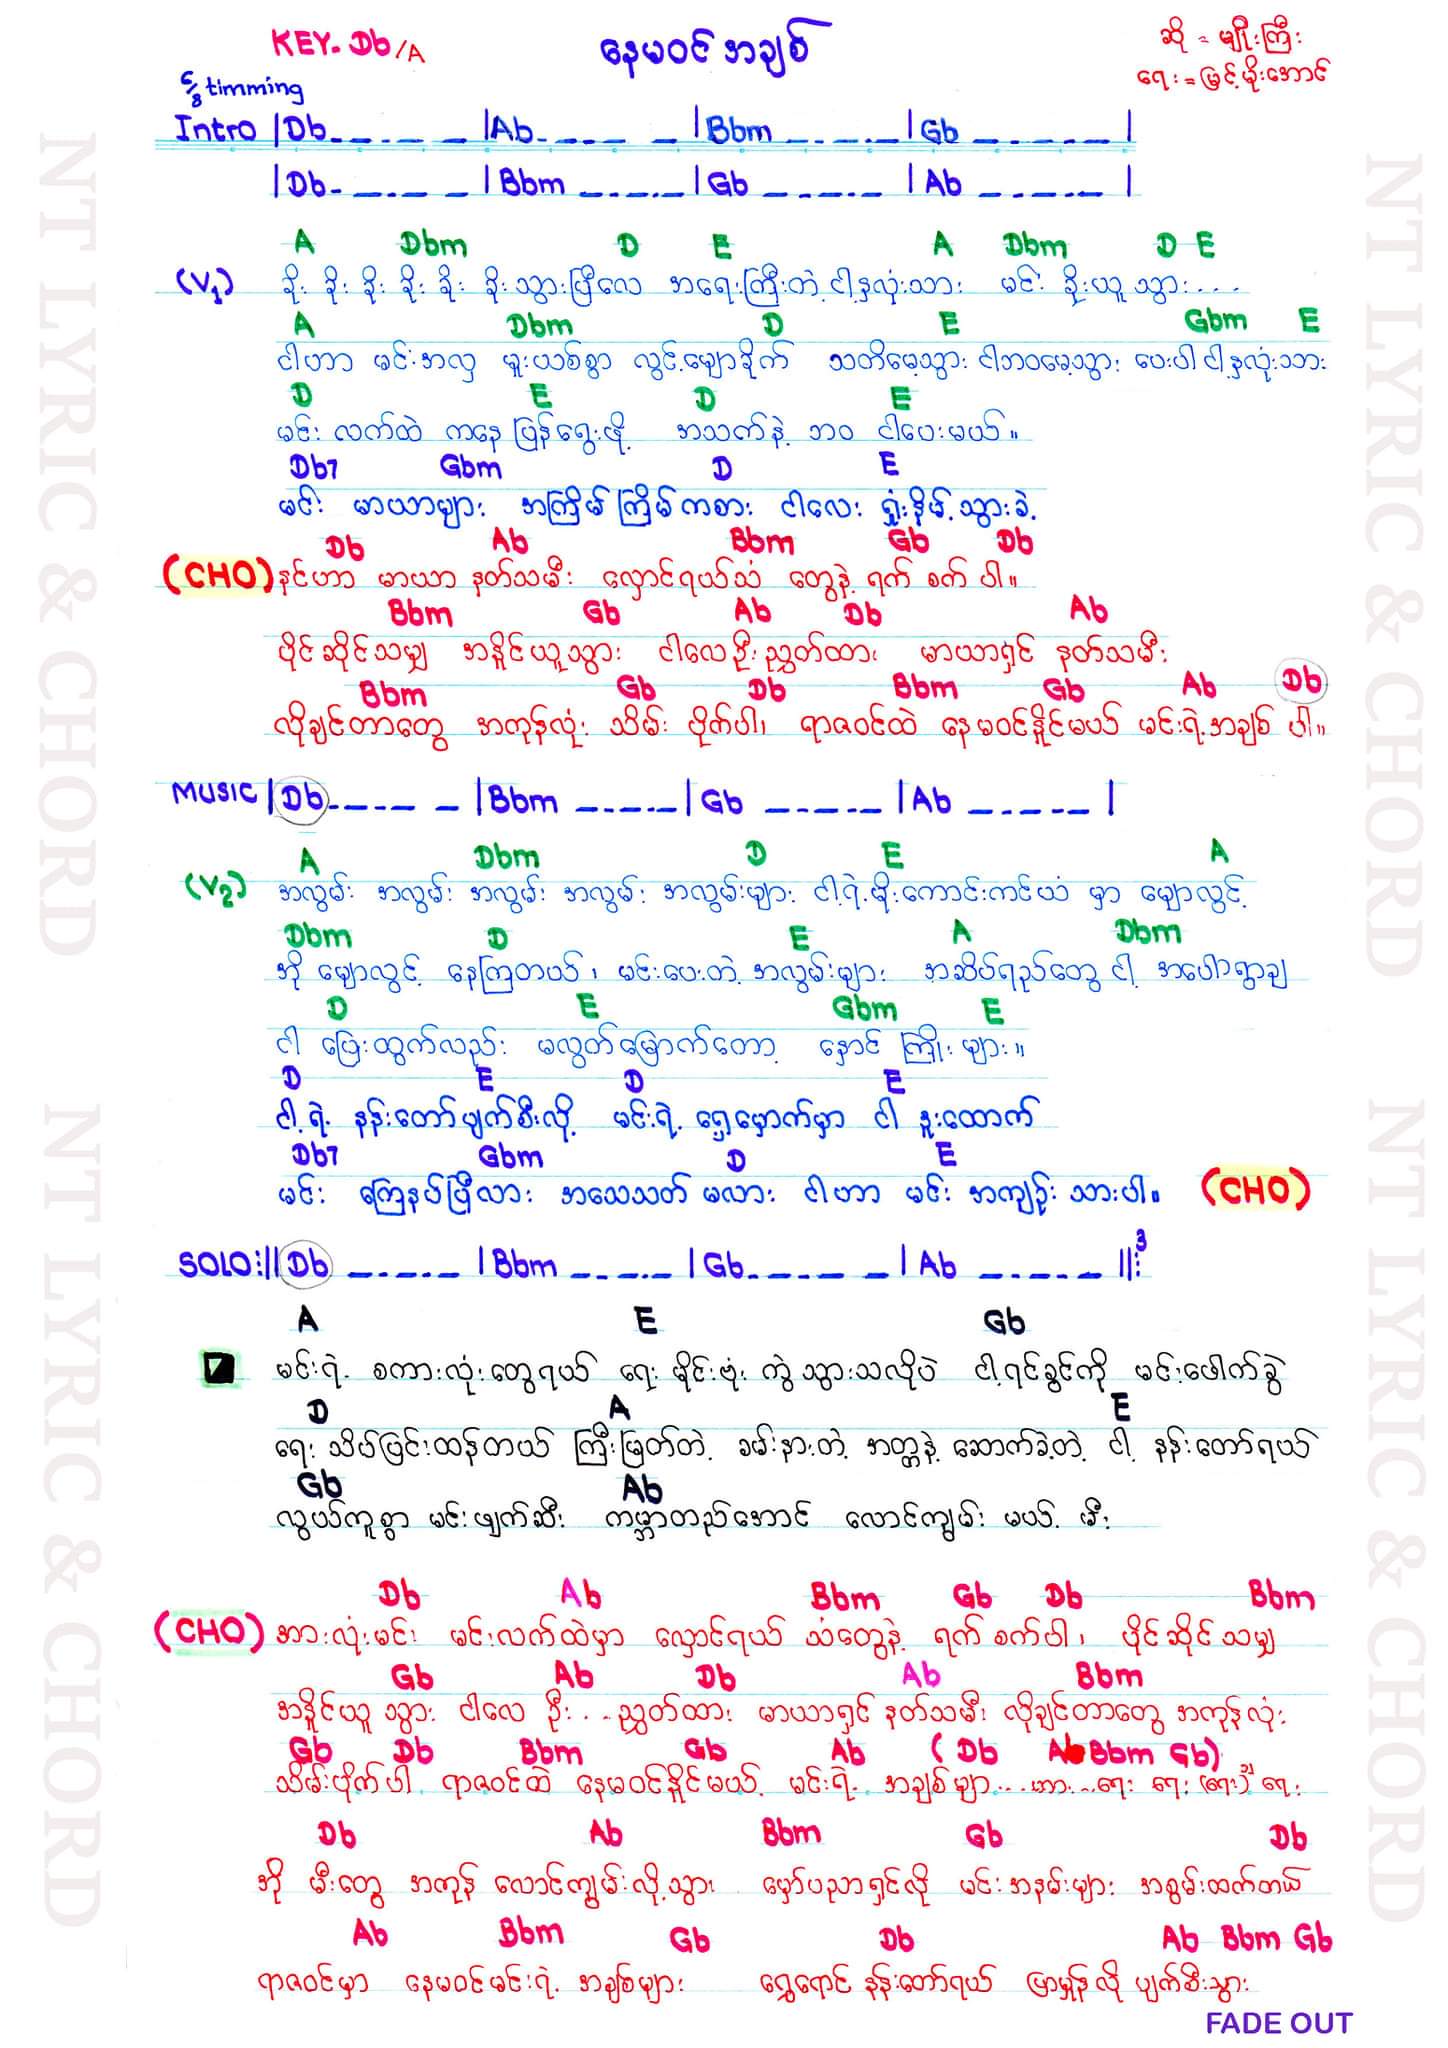 KEY- Db/A
နေမဝင်အချစ်
ဆို = မျိုးကြီး
ရေး = မြင့်မိုးအောင်
6/8 timming
Intro |Db_ _ _ _ _ |Ab_ _ _ _ _ |Bbm _ _ _ _ _ |Gb _ _ _ _ _ |
|Db_ _ _ _ _ |Bbm _ _ _ _ _ |Gb _ _ _ _ _ |Ab _ _ _ _ _ |
A Dbm D E A Dbm D E
(V1) ခိုး ခိုး ခိုး ခိုး ခိုး ခိုးသွားပြီလေ အရေးကြီးတဲ့ ငါ့နှလုံးသား မင်း ခိုးယူ သွား....
A Dbm D E Gbm E
ငါဟာ မင်းအလှ မူးယစ်စွာ လွင့်မျောခိုက် သတိမေ့သွား ငါဘဝမေ့သွား ပေးပါ ငါ့နှလုံးသား
D E D E
မင်း လက်ထဲ ကနေ ပြန်ရွေးဖို့ အသက်နဲ့ ဘဝ ငါပေးမယ်။
Db7 Gbm D E
မင်း မာယာများ အကြိမ်ကြိမ်ကစား ငါလေး ရှုံးနိမ့်သွားခဲ့
Db Ab Bbm Gb Db
(CHO) နင်ဟာ မာယာ နတ်သမီး လှောင်ရယ်သံ တွေနဲ့ ရက် စက် ပါ။
Bbm Gb Ab Db Ab
ပိုင်ဆိုင်သမျှ အနိုင်ယူသွား ငါလေဦးညွှတ်ထား မာယာရှင် နတ်သမီး
Bbm Gb Db Bbm Gb Ab Db
လိုချင်တာတွေ အကုန်လုံး သိမ်း ပိုက်ပါ၊ ရာဇဝင်ထဲ နေမဝင်နိုင်မယ် မင်းရဲ့အချစ် ပါ။
MUSIC |Db_ _ _ _ _ |Bbm _ _ _ _ _ |Gb _ _ _ _ _ |Ab _ _ _ _ _ |
A Dbm D E A
(V2) အလွမ်း အလွမ်း အလွမ်း အလွမ်း အလွမ်းများ ငါ့ရဲ့မိုးကောင်းကင်ယံ မှာ မျောလွင့်
Dbm D E A Dbm
အို မျောလွင့် နေကြတယ်၊ မင်းပေးတဲ့ အလွမ်းများ အဆိပ်ရည်တွေ ငါ့ အပေါ်ရွာချ
D E Gbm E
ငါ ပြေးထွက်လည်း မလွတ်မြောက်တော့ နှောင် ကြိုး များ။
D E D E
ငါ့ ရဲ့ နန်းတော်ပျက်စီးလို့ မင်းရဲ့ ရှေ့မှောက်မှာ ငါ ဒူးထောက်
Db7 Gbm D E
မင်း ကြေနပ်ပြီလား အသေသတ် မလား ငါဟာ မင်း အကျဉ်း သားပါ။ (CHO)
SOLO:||Db _ _ _ _ _ |Bbm _ _ _ _ _ |Gb_ _ _ _ _ |Ab _ _ _ _ _ ||:3
A E Gb
မင်းရဲ့ စကားလုံးတွေရယ် ရေး မိုင်းဗုံး ကွဲသွားသလိုပဲ ငါ့ရင်ခွင်ကို မင်းဖေါက်ခွဲ
D A E
ရေး သိပ်ပြင်းထန်တယ် ကြီးမြတ်တဲ့ ခမ်းနားတဲ့ အတ္တနဲ့ ဆောက်ခဲ့တဲ့ ငါ့ နန်းတော်ရယ်
Gb Ab
လွယ်ကူစွာ မင်းဖျက်ဆီး ကမ္ဘာတည်အောင် လောင်ကျွမ်း မယ့် မီး
Db Ab Bbm Gb Db Bbm
(CHO) အားလုံးမင်း မင်းလက်ထဲမှာ လှောင်ရယ် သံတွေနဲ့ ရက်စက်ပါ၊ ပိုင်ဆိုင်သမျှ
Gb Ab Db Ab Bbm
အနိုင်ယူ သွား ငါလေ ဦး...ညွှတ်ထား မာယာရှင် နတ်သမီး လိုချင်တာတွေ အကုန်လုံး
Gb Db Bbm Gb Ab ( Db Ab Bbm Gb)
သိမ်းပိုက်ပါ ရာဇဝင်ထဲ နေမဝင်နိုင်မယ့် မင်းရဲ့ အချစ်များ....ဟား...ရေး ရေး (ရေး) ရေး
Db Ab Bbm Gb Db
အို မီးတွေ အကုန် လောင်ကျွမ်းလို့သွား မှော်ပညာရှင်လို မင်းအနမ်းများ အစွမ်းထက်တယ်
Ab Bbm Gb Db Ab Bbm Gb
ရာဇဝင်မှာ နေမဝင်မင်းရဲ့ အချစ်များ ရွှေရောင် နန်းတော်ရယ် ပြာမှုန်လို ပျက်စီးသွား
FADE OUT
NT LYRIC & CHORD
NT LYRIC & CHORD
NT LYRIC & CHORD
NT LYRIC & CHORD